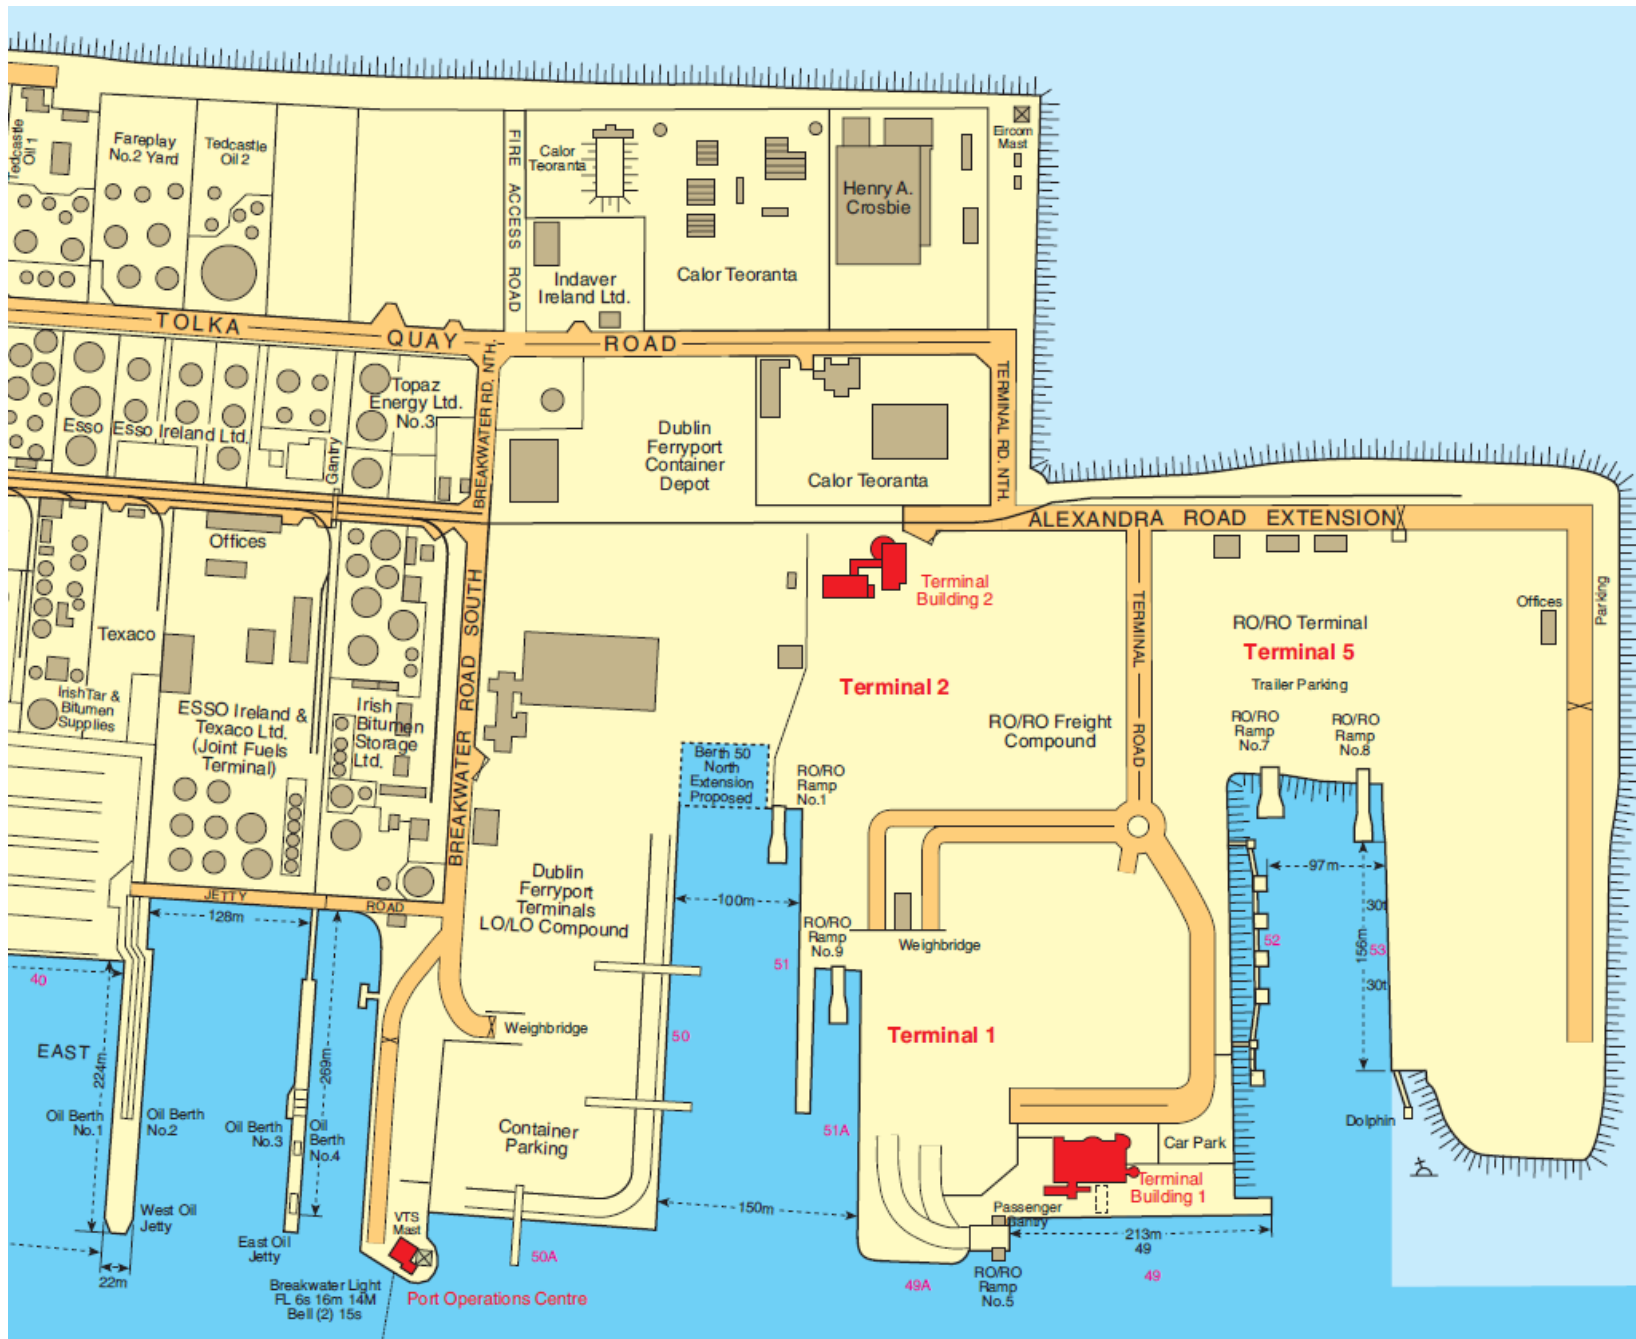 Tedcastle
Oil 1
Fareplay
No.2 Yard
Tedcastle
Oil 2
FIRE ACCESS ROAD
Calor
Teoranta
Indaver
Ireland Ltd.
Calor Teoranta
Henry A.
Crosbie
Eircom
Mast
TOLKA QUAY ROAD
BREAKWATER RD. NTH.
TERMINAL RD. NTH.
Esso
Esso Ireland Ltd.
Gantry
Topaz
Energy Ltd.
No.3
Dublin
Ferryport
Container
Depot
Calor Teoranta
ALEXANDRA ROAD EXTENSION
Offices
Texaco
Irish Tar &
Bitumen
Supplies
ESSO Ireland &
Texaco Ltd.
(Joint Fuels
Terminal)
Irish
Bitumen
Storage
Ltd.
BREAKWATER ROAD SOUTH
Terminal
Building 2
Terminal 2
RO/RO Freight
Compound
TERMINAL ROAD
RO/RO Terminal
Terminal 5
Trailer Parking
Offices
Parking
RO/RO
Ramp
No.7
RO/RO
Ramp
No.8
Berth 50
North
Extension
Proposed
RO/RO
Ramp
No.1
JETTY ROAD
128m
Dublin
Ferryport
Terminals
LO/LO Compound
100m
RO/RO
Ramp
No.9
Weighbridge
97m
30t
156m
30t
52
53
51
40
EAST
224m
269m
Weighbridge
50
Terminal 1
Oil Berth
No.1
Oil Berth
No.2
Oil Berth
No.3
Oil
Berth
No.4
Container
Parking
51A
Dolphin
Car Park
Terminal
Building 1
Passenger
Gantry
150m
213m
49
49
West Oil
Jetty
East Oil
Jetty
VTS
Mast
50A
49A
RO/RO
Ramp
No.5
22m
Breakwater Light
FL 6s 16m 14M
Bell (2) 15s
Port Operations Centre